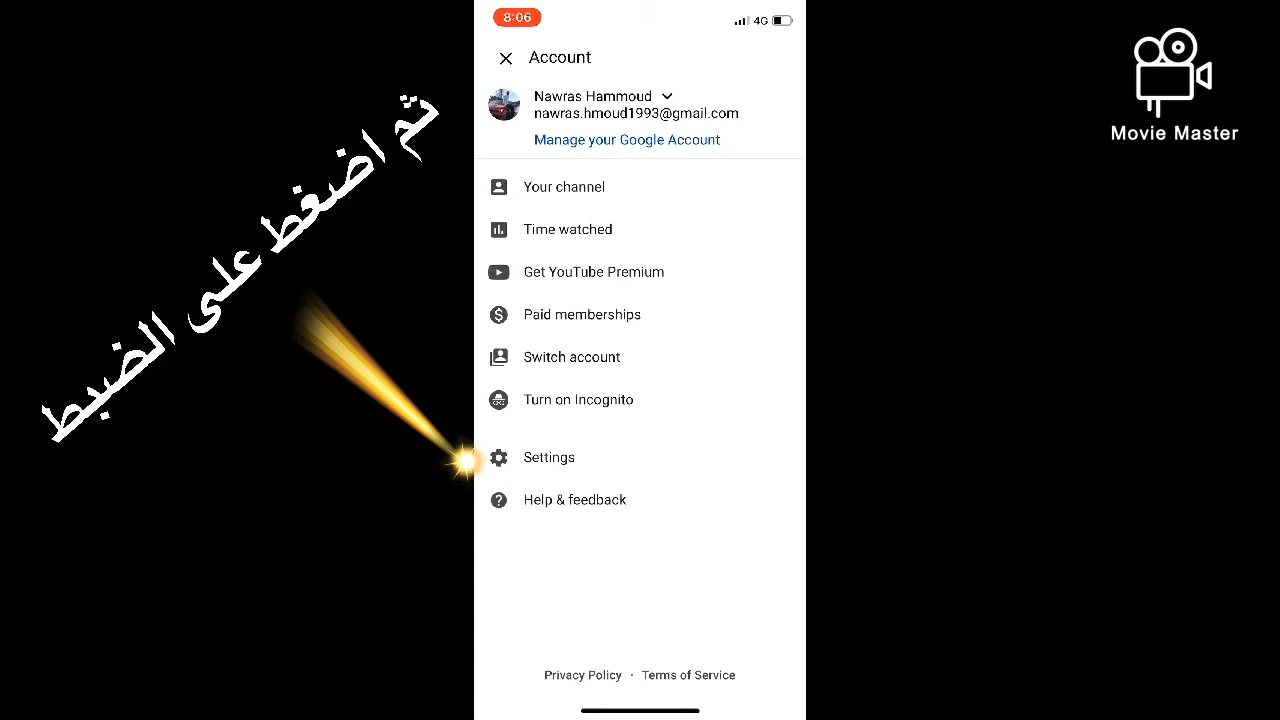 8:06
4G
Account
Nawras Hammoud
nawras.hmoud1993@gmail.com
Manage your Google Account
Your channel
Time watched
Get YouTube Premium
Paid memberships
Switch account
Turn on Incognito
Settings
Help & feedback
Privacy Policy · Terms of Service
ثم اضغط على الضبط
Movie Master